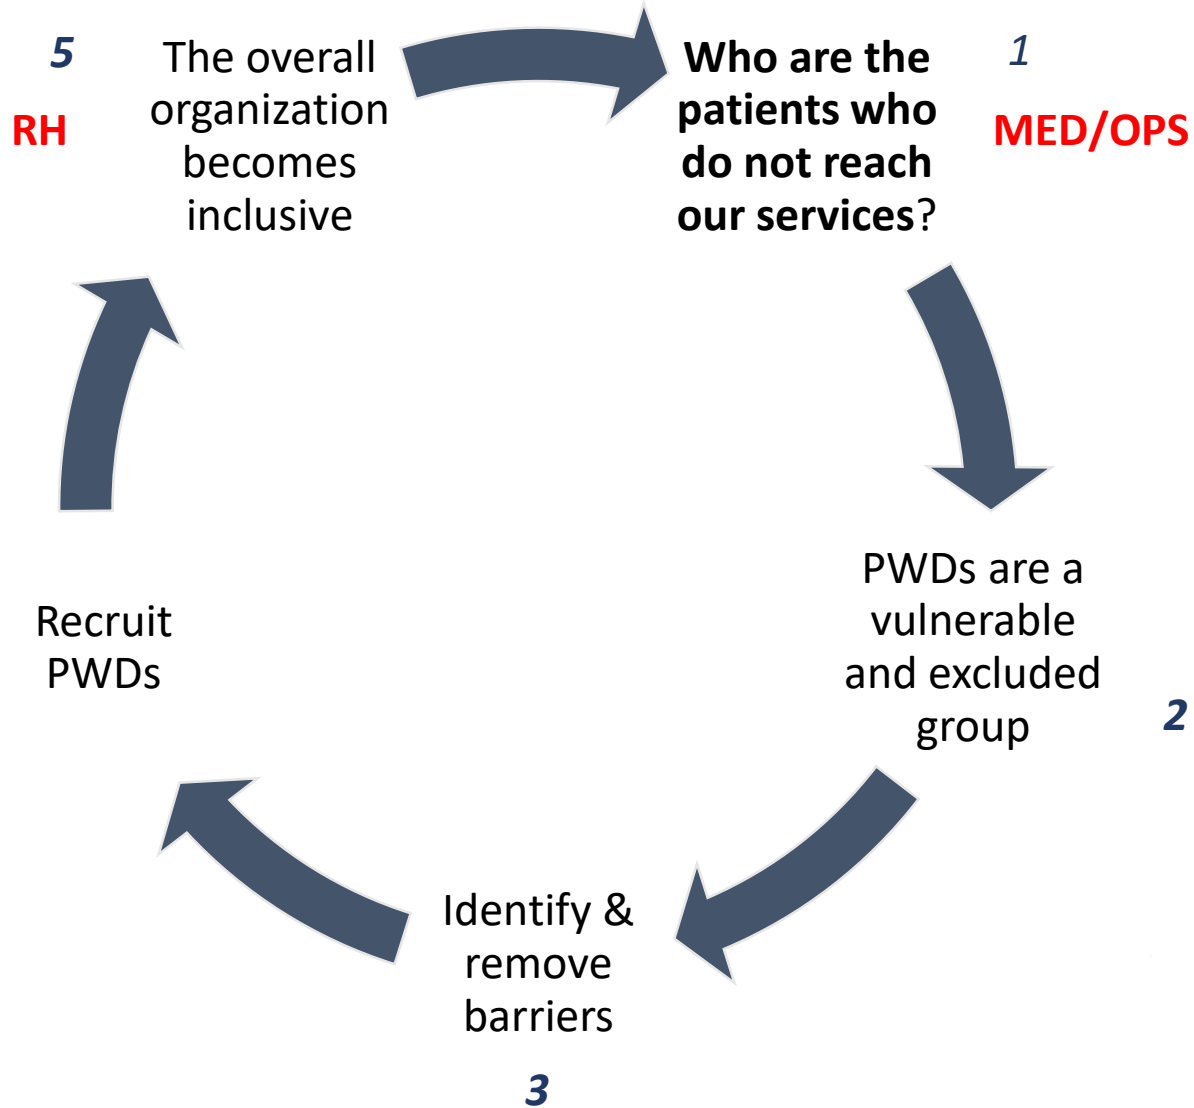 5
RH
The overall
organization
becomes
inclusive
Who are the
patients who
do not reach
our services?
1
MED/OPS
PWDs are a
vulnerable
and excluded
group
2
Identify &
remove
barriers
3
Recruit
PWDs